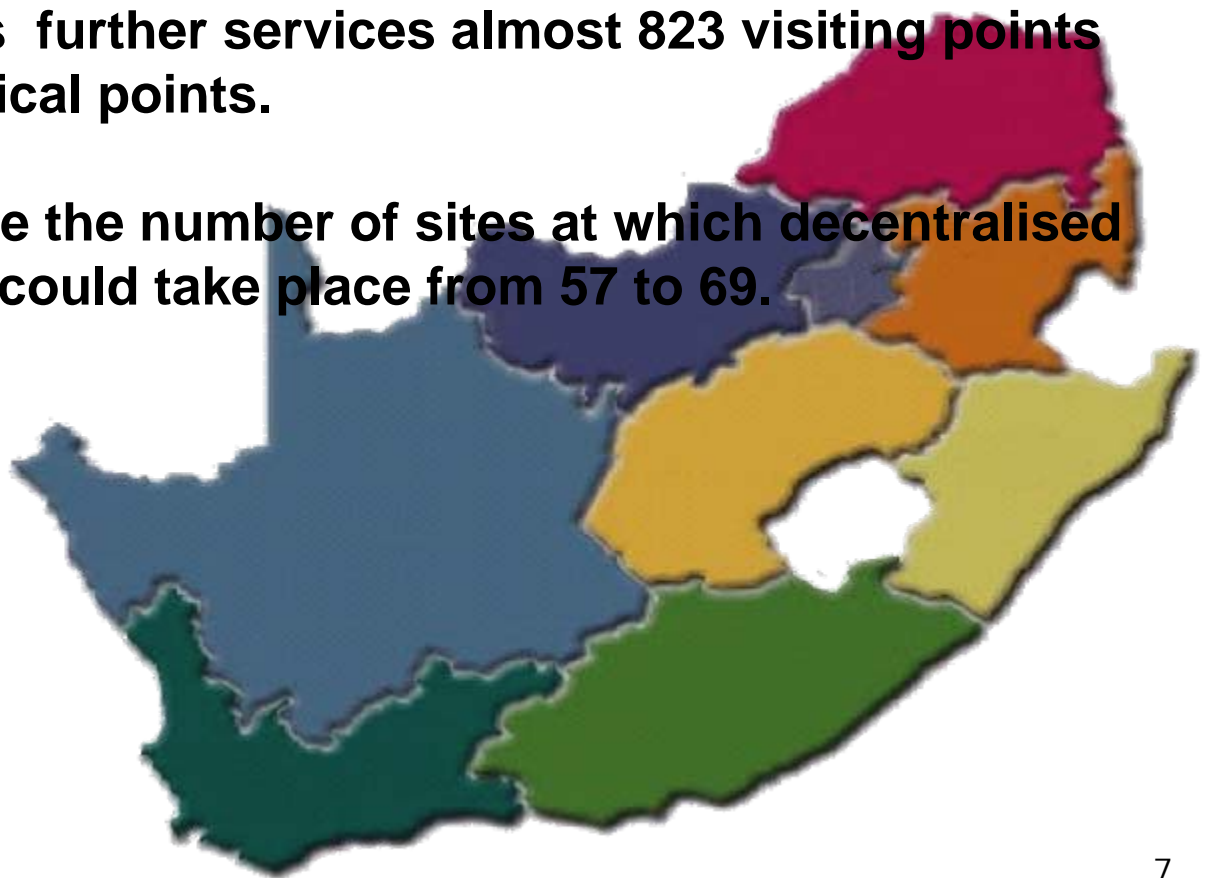 further services almost 823 visiting points
ical points.
e the number of sites at which decentralised
could take place from 57 to 69.
7